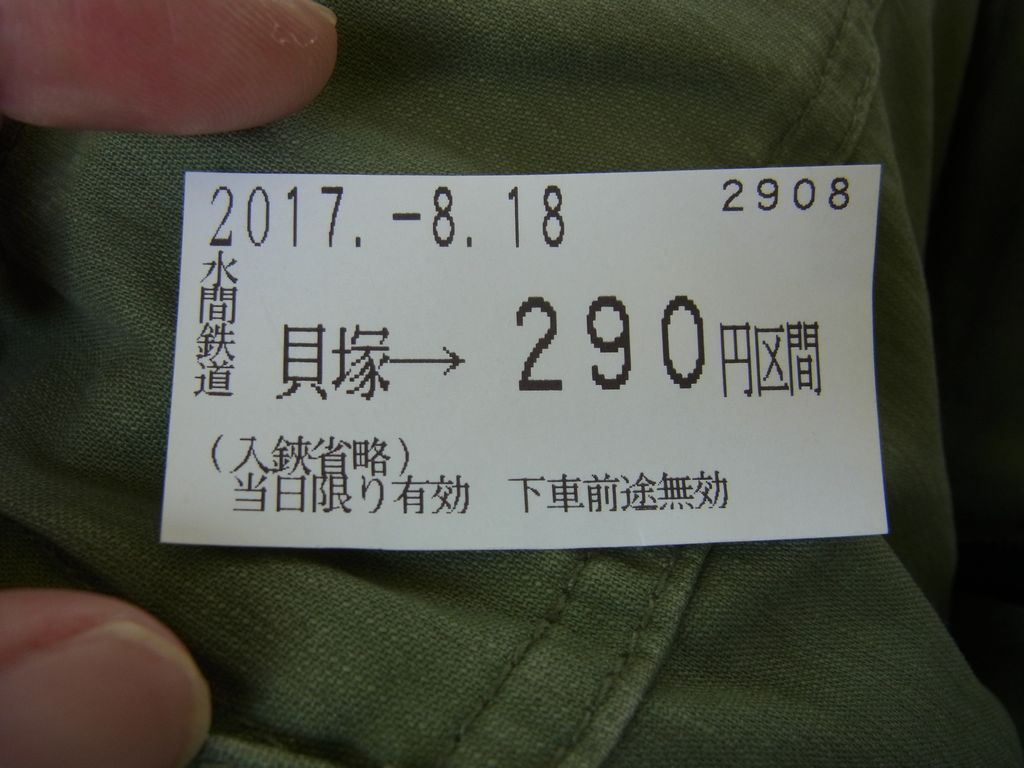 2017.-8.18 2908
水間鉄道
貝塚→ 290円区間
(入鋏省略)
当日限り有効 下車前途無効